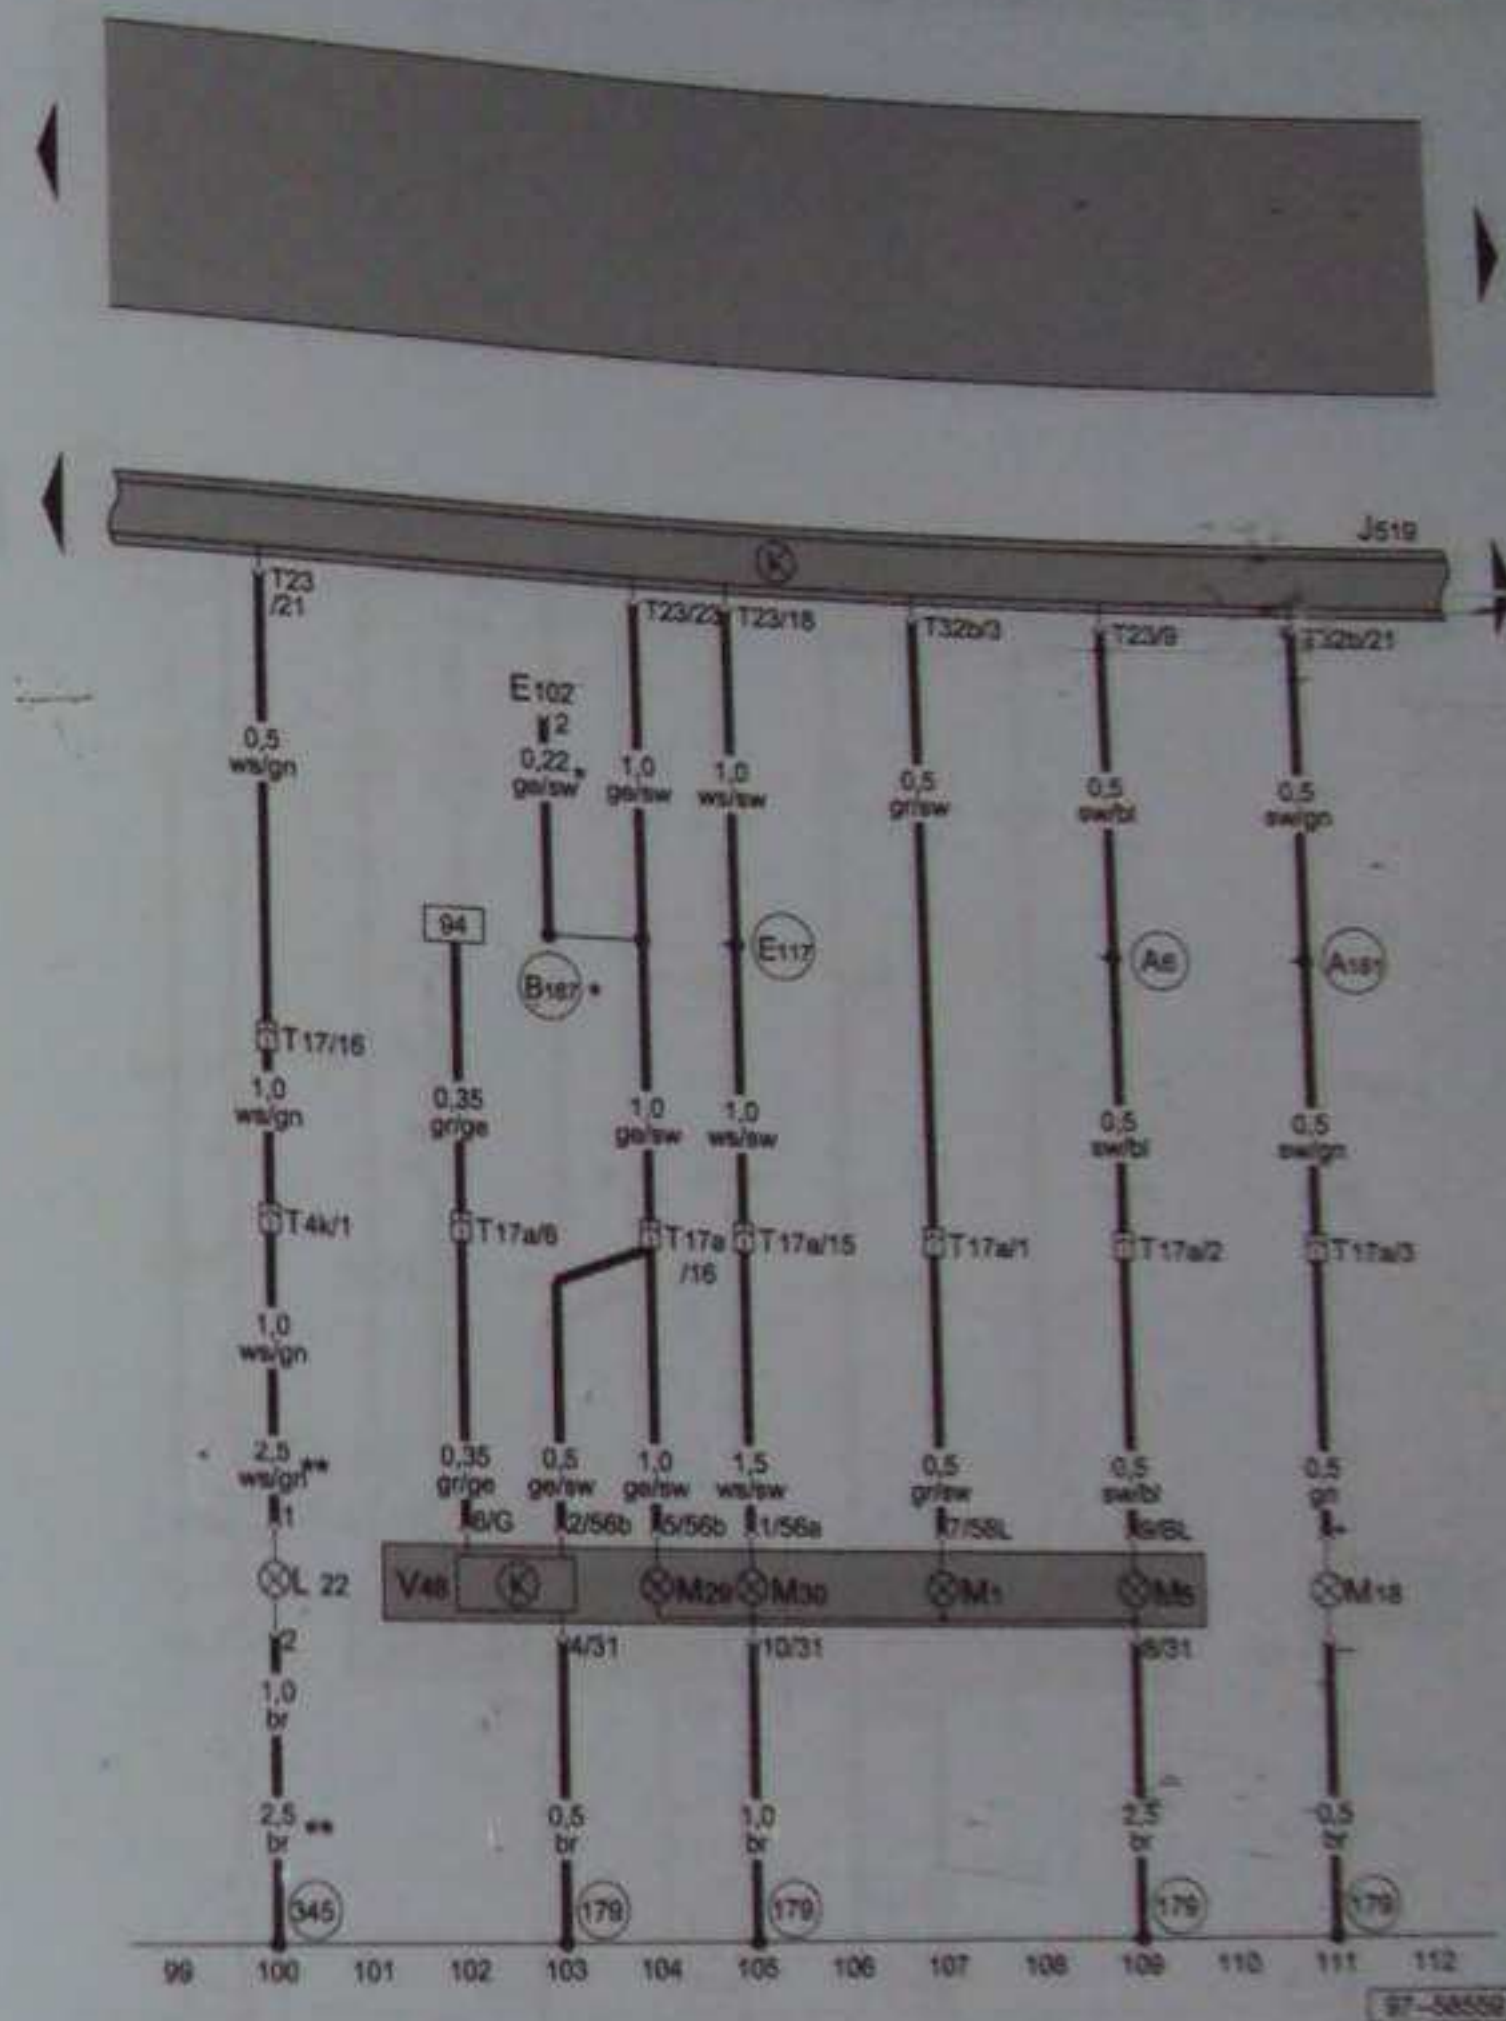 J519
K
T23
/21
T23/23
T23/18
T32b/3
T23/9
T32b/21
E102
2
0,5
ws/gn
0,22 *
ge/sw
1,0
ge/sw
1,0
ws/sw
0,5
gr/sw
0,5
sw/bl
0,5
sw/gn
94
B187 *
E117
A6
A181
T17/16
1,0
ws/gn
0,35
gr/ge
1,0
ge/sw
1,0
ws/sw
0,5
sw/bl
0,5
sw/gn
T4k/1
T17a/6
T17a
/16
T17a/15
T17a/1
T17a/2
T17a/3
1,0
ws/gn
2,5
ws/gn **
0,35
gr/ge
0,5
ge/sw
1,0
ge/sw
1,5
ws/sw
0,5
gr/sw
0,5
sw/bl
0,5
gn
1
6/G
2/56b
5/56b
1/56a
7/58L
9/BL
+
L 22
V48
K
M29
M30
M1
M5
M18
2
4/31
10/31
8/31
-
1,0
br
2,5
br **
0,5
br
1,0
br
2,5
br
0,5
br
345
179
179
179
179
99 100 101 102 103 104 105 106 107 108 109 110 111 112